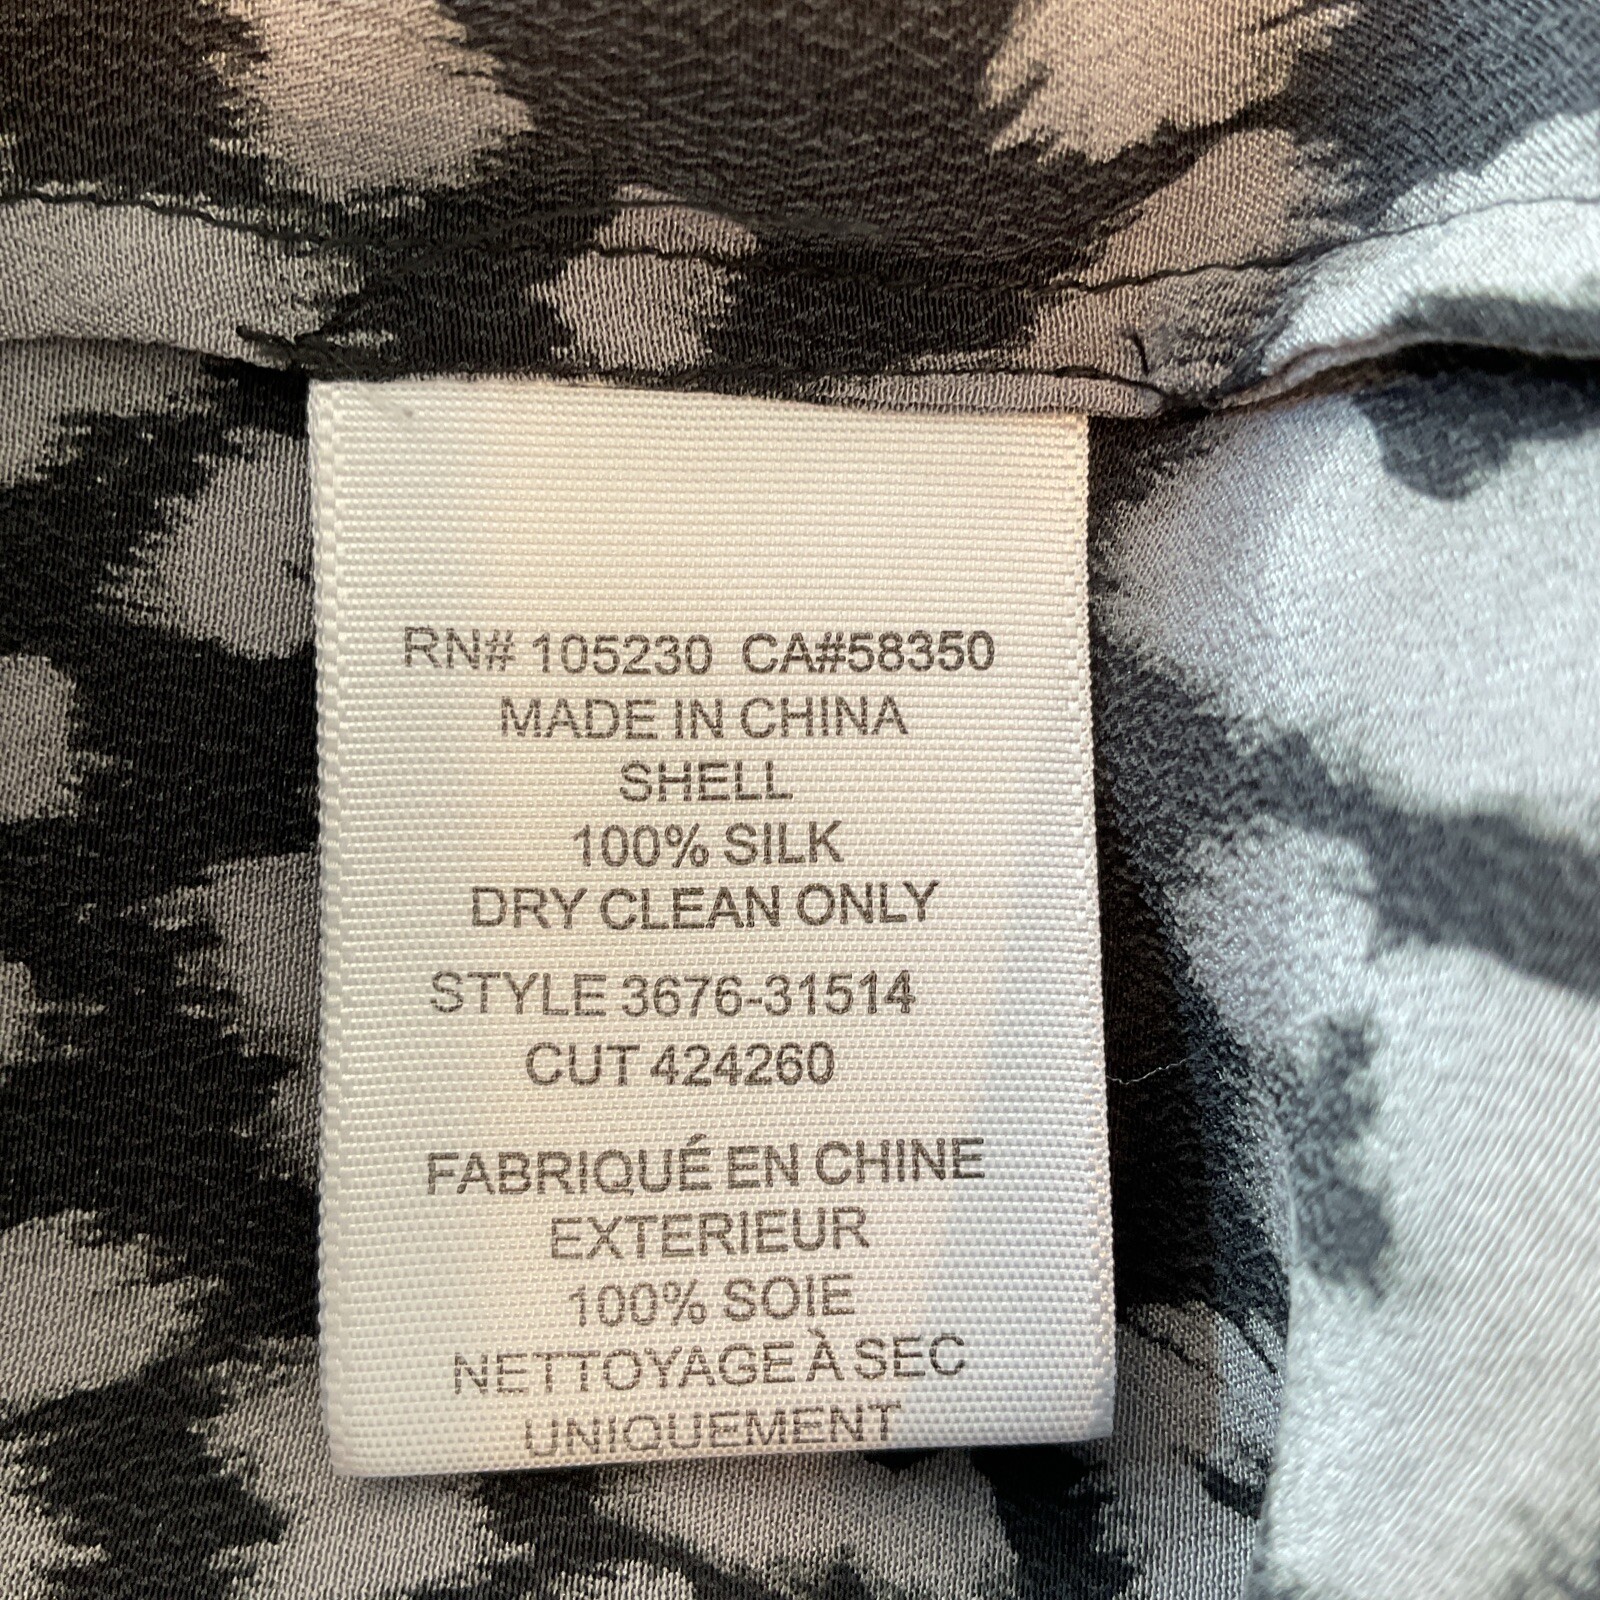 RN# 105230 CA#58350
MADE IN CHINA
SHELL
100% SILK
DRY CLEAN ONLY
STYLE 3676-31514
CUT 424260
FABRIQUÉ EN CHINE
EXTERIEUR
100% SOIE
NETTOYAGE À SEC
UNIQUEMENT